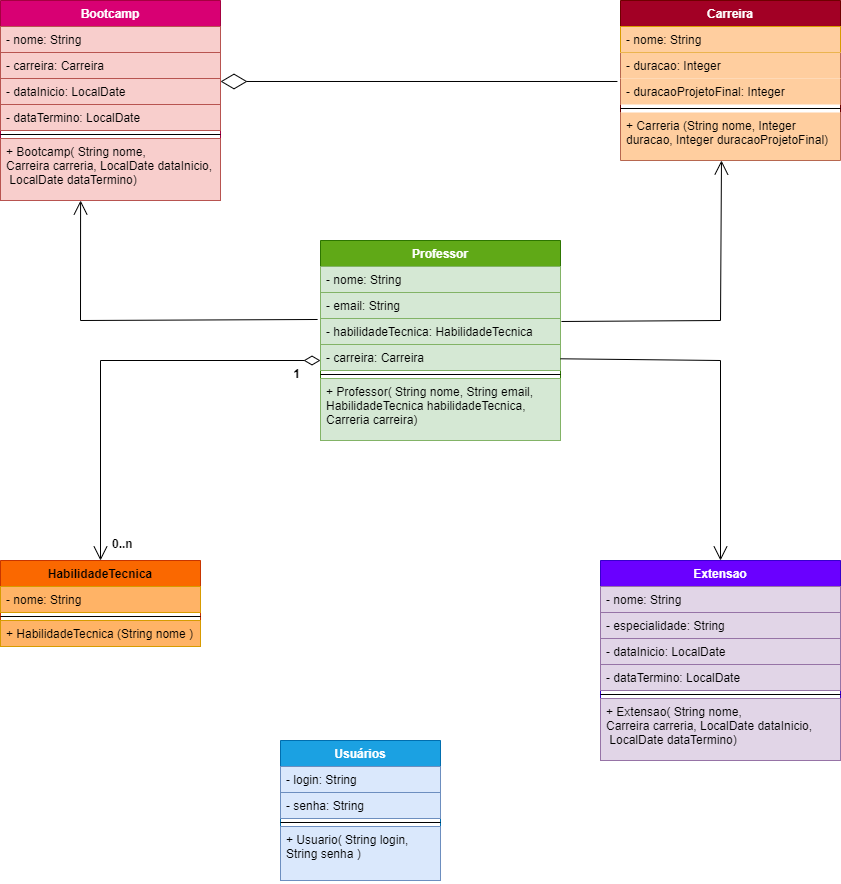 Bootcamp
- nome: String
- carreira: Carreira
- dataInicio: LocalDate
- dataTermino: LocalDate
+ Bootcamp( String nome,
Carreira carreria, LocalDate dataInicio,
LocalDate dataTermino)
Carreira
- nome: String
- duracao: Integer
- duracaoProjetoFinal: Integer
+ Carreria (String nome, Integer
duracao, Integer duracaoProjetoFinal)
Professor
- nome: String
- email: String
- habilidadeTecnica: HabilidadeTecnica
- carreira: Carreira
+ Professor( String nome, String email,
HabilidadeTecnica habilidadeTecnica,
Carreria carreira)
1
0..n
HabilidadeTecnica
- nome: String
+ HabilidadeTecnica (String nome )
Extensao
- nome: String
- especialidade: String
- dataInicio: LocalDate
- dataTermino: LocalDate
+ Extensao( String nome,
Carreira carreria, LocalDate dataInicio,
LocalDate dataTermino)
Usuários
- login: String
- senha: String
+ Usuario( String login,
String senha )